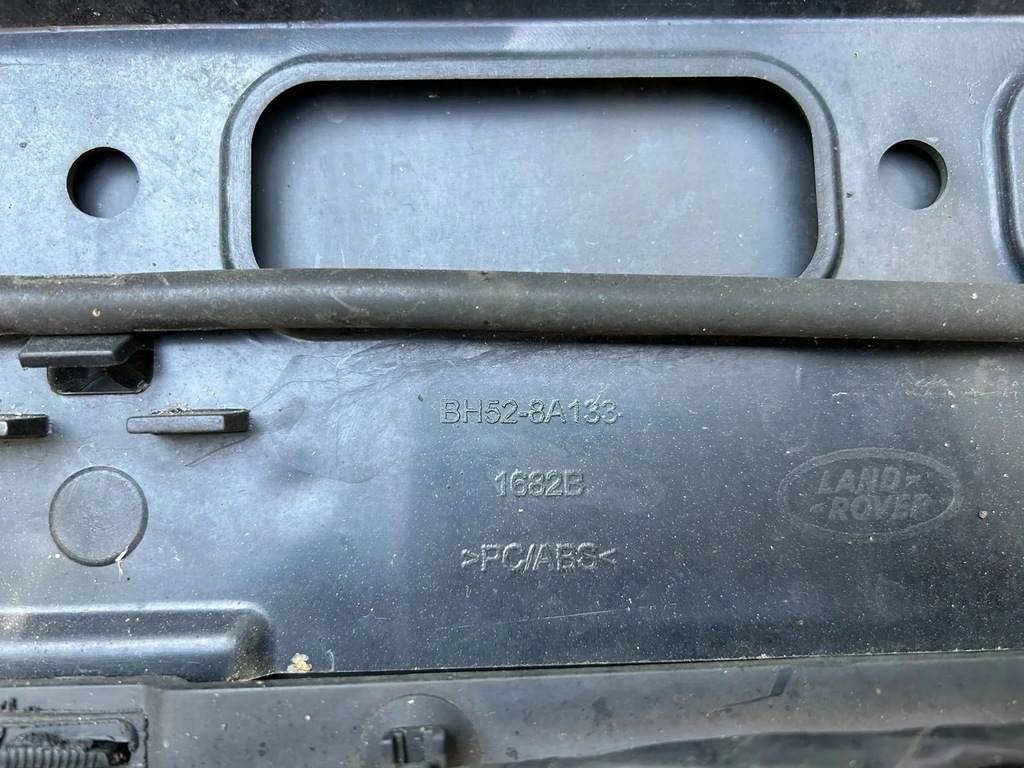 BH52-8A133
1682B
>PC/ABS<
LAND-
-ROVER